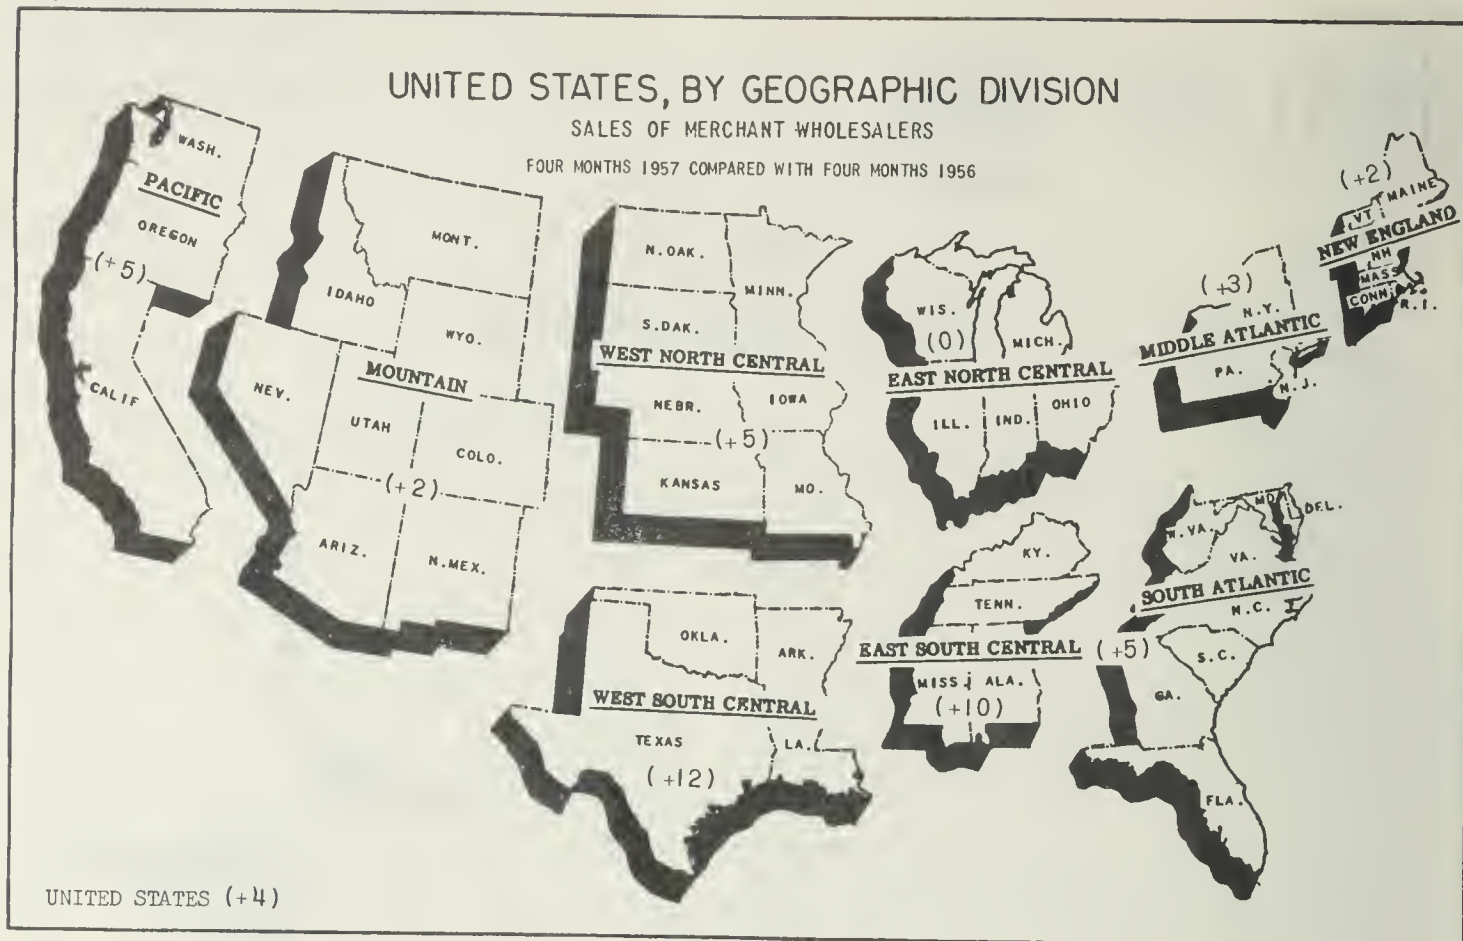 UNITED STATES, BY GEOGRAPHIC DIVISION
SALES OF MERCHANT WHOLESALERS
FOUR MONTHS 1957 COMPARED WITH FOUR MONTHS 1956
WASH.
PACIFIC
OREGON
(+5)
CALIF
MONT.
IDAHO
WYO.
MOUNTAIN
NEV.
UTAH
COLO.
(+2)
ARIZ.
N.MEX.
N.OAK.
MINN.
S.DAK.
WEST NORTH CENTRAL
NEBR.
IOWA
(+5)
KANSAS
MO.
WIS.
(0)
MICH.
EAST NORTH CENTRAL
ILL.
IND.
OHIO
(+3)
N.Y.
MIDDLE ATLANTIC
PA.
N.J.
(+2)
MAINE
VT
NEW ENGLAND
NH
MASS
CONN
R.I.
OKLA.
ARK.
WEST SOUTH CENTRAL
TEXAS
LA.
(+12)
KY.
TENN.
EAST SOUTH CENTRAL
MISS.
ALA.
(+10)
MD.
DEL.
W.VA.
VA.
SOUTH ATLANTIC
N.C.
(+5)
S.C.
GA.
FLA.
UNITED STATES (+4)